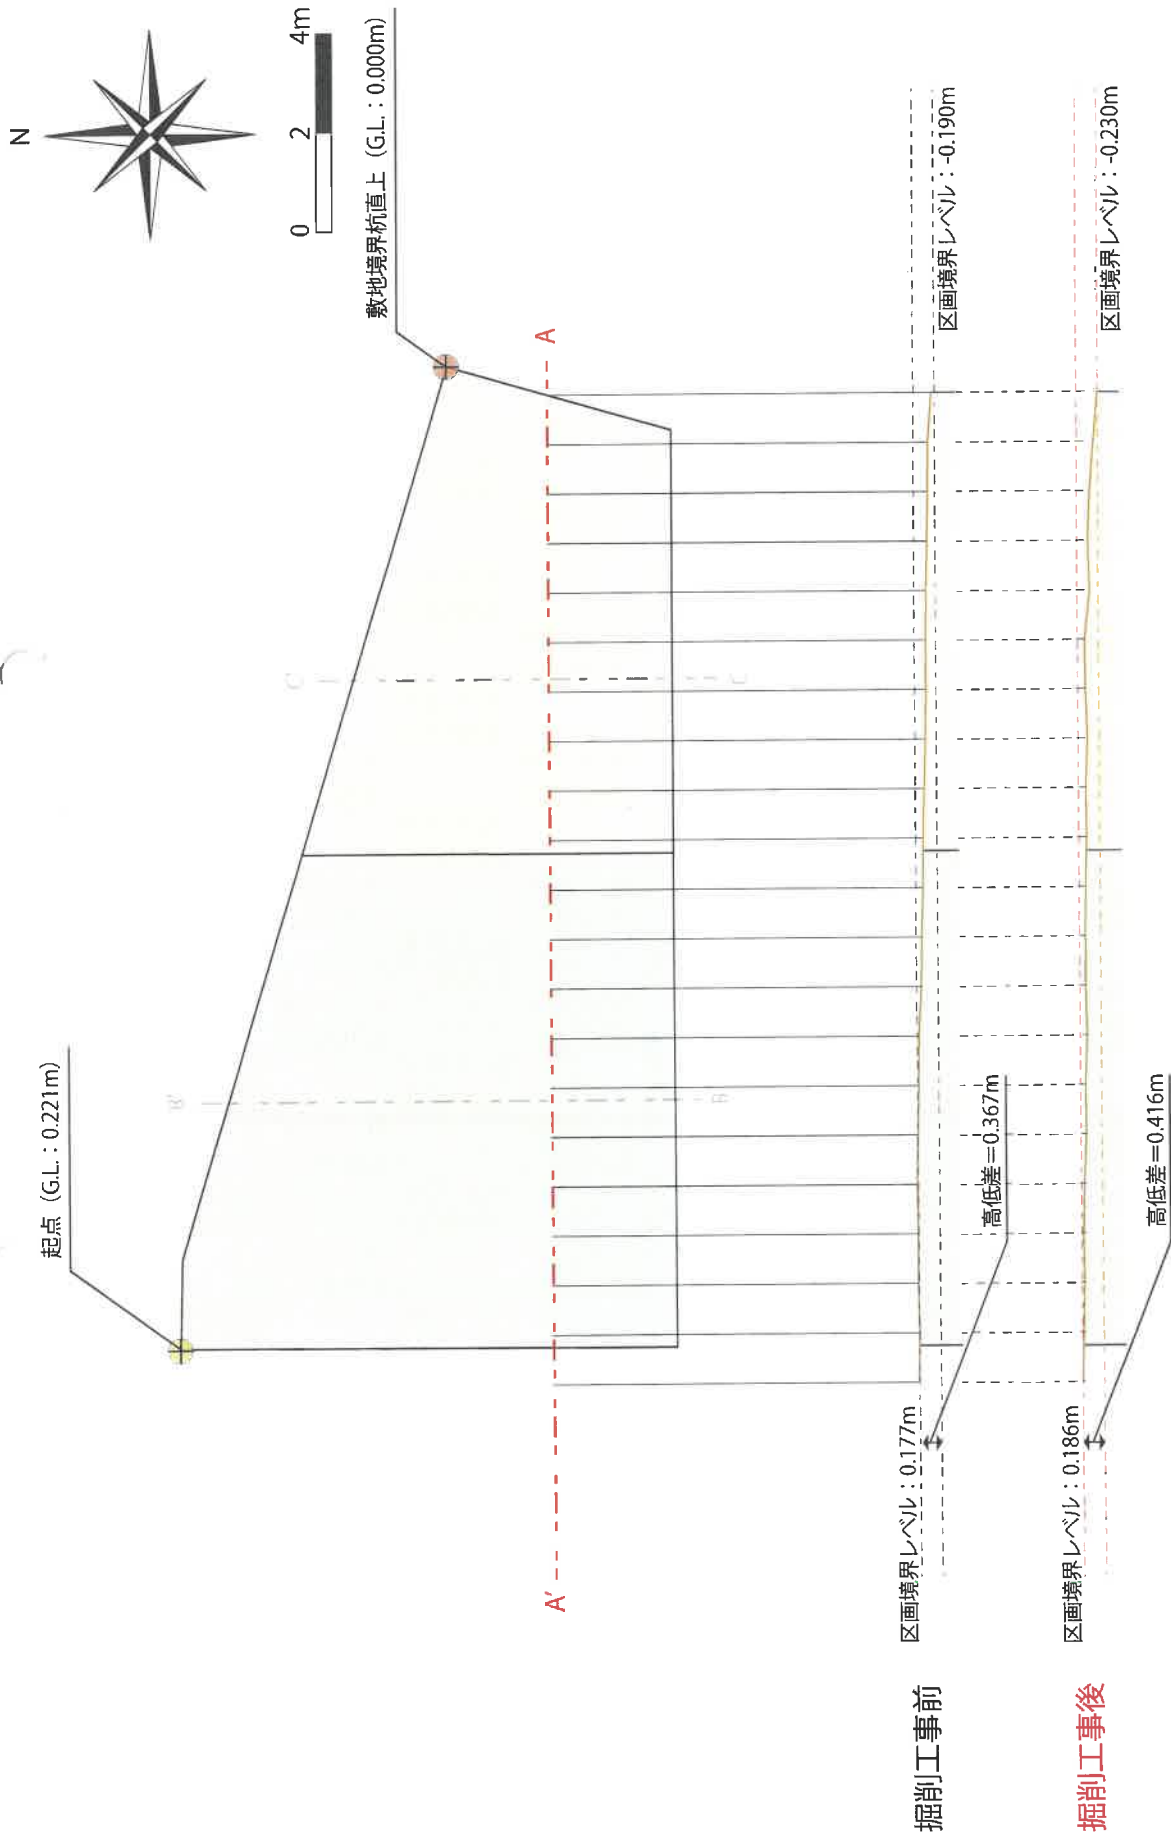 N
0 2 4m
敷地境界杭直上（G.L.：0.000m）
起点（G.L.：0.221m）
A
A'
C
B'
B
区画境界レベル：-0.190m
区画境界レベル：0.177m
高低差＝0.367m
掘削工事前
区画境界レベル：-0.230m
区画境界レベル：0.186m
高低差＝0.416m
掘削工事後